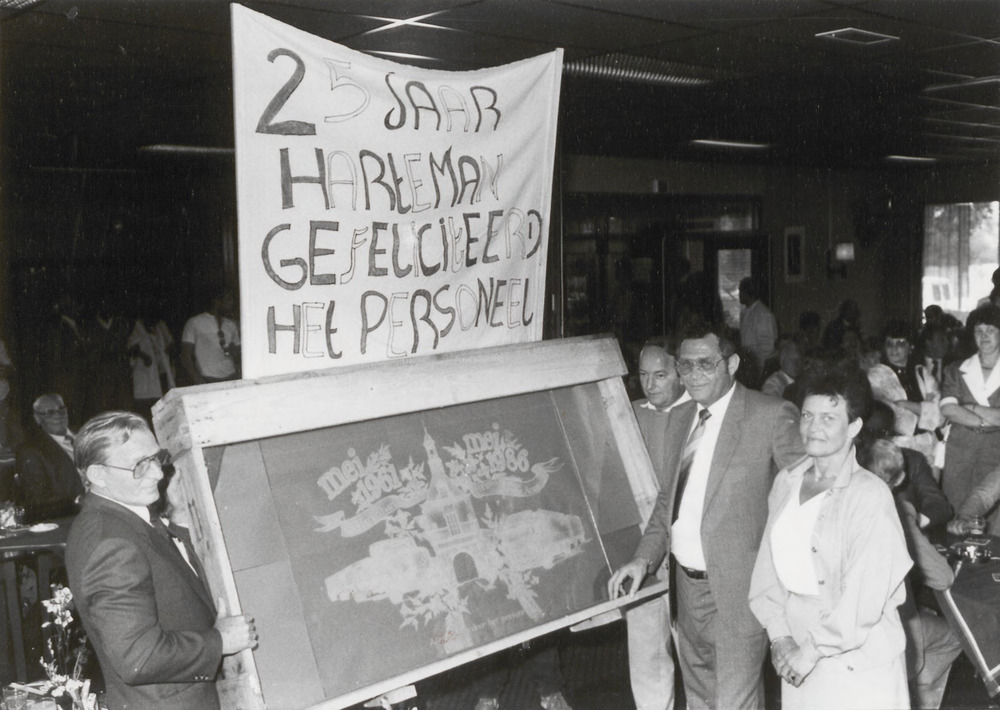 25 JAAR
HARTEMAN
GEFELICITEERD,
HET PERSONEEL
mei 1961
mei 1986